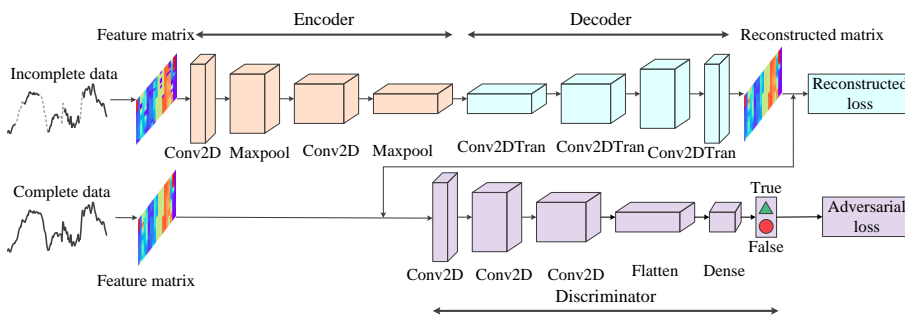 Encoder
Decoder
Feature matrix
Reconstructed matrix
Incomplete data
Reconstructed
loss
Conv2D
Maxpool
Conv2D
Maxpool
Conv2DTran
Conv2DTran
Conv2DTran
Complete data
True
Adversarial
loss
False
Feature matrix
Conv2D
Conv2D
Conv2D
Flatten
Dense
Discriminator